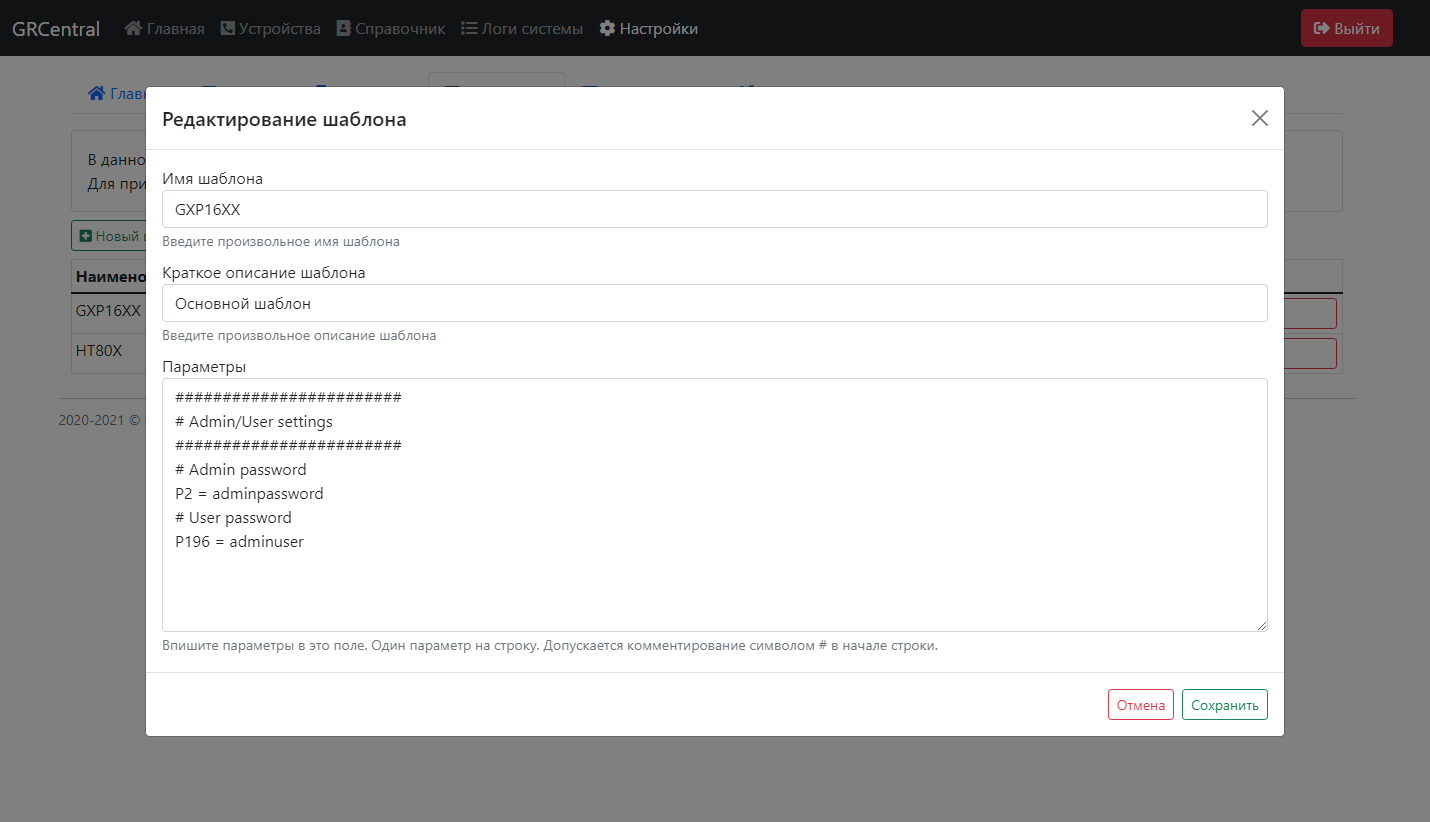 GRCentral Главная Устройства Справочник Логи системы Настройки Выйти
Редактирование шаблона
В данно
Для при
Новый
Наимено
GXP16XX
HT80X
2020-2021 ©
Имя шаблона
GXP16XX
Введите произвольное имя шаблона
Краткое описание шаблона
Основной шаблон
Введите произвольное описание шаблона
Параметры
########################
# Admin/User settings
########################
# Admin password
P2 = adminpassword
# User password
P196 = adminuser
Впишите параметры в это поле. Один параметр на строку. Допускается комментирование символом # в начале строки.
Отмена Сохранить